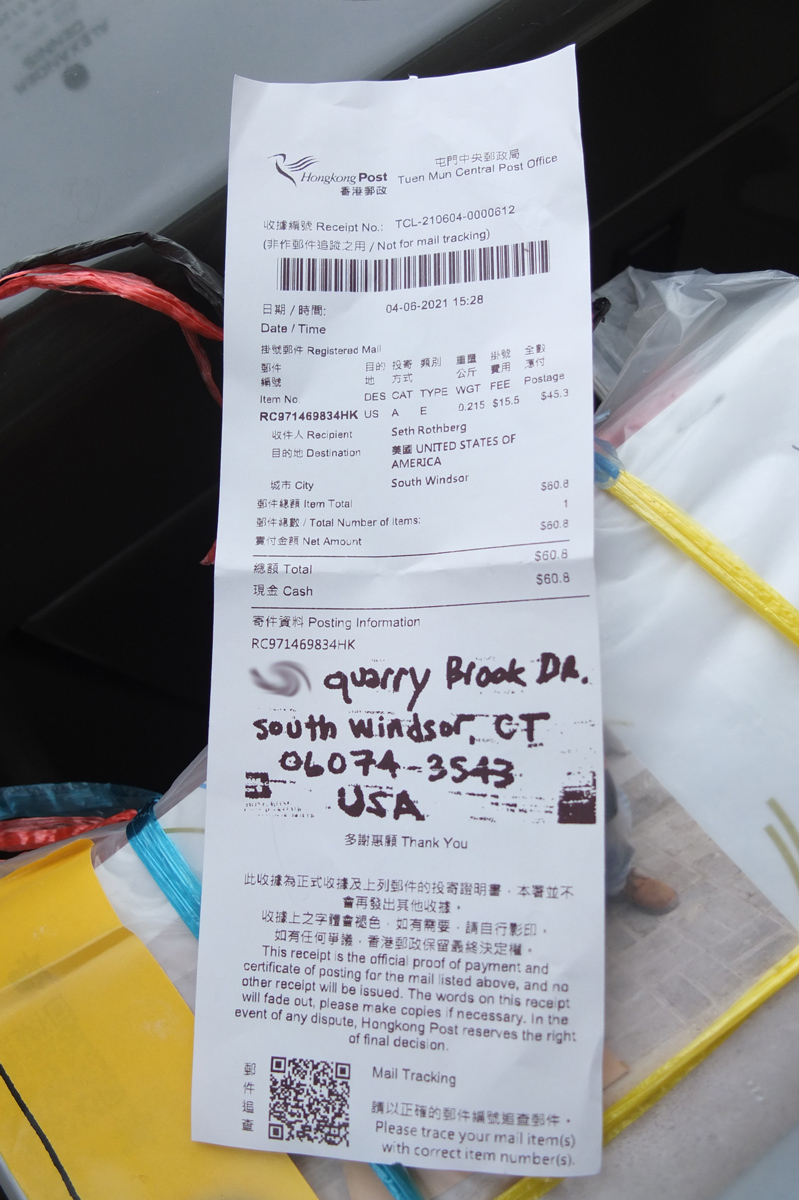 屯門中央郵政局
Hongkong Post Tuen Mun Central Post Office
香港郵政
收據編號 Receipt No.: TCL-210604-0000612
(非作郵件追蹤之用 / Not for mail tracking)
日期 / 時間: 04-06-2021 15:28
Date / Time
掛號郵件 Registered Mail
郵件 目的 投寄 類別 重量 掛號 全數
編號 地 方式 公斤 費用 應付
Item No. DES CAT TYPE WGT FEE Postage
RC971469834HK US A E 0.215 $15.5 $45.3
收件人 Recipient Seth Rothberg
目的地 Destination 美國 UNITED STATES OF
AMERICA
城市 City South Windsor
郵件總額 Item Total $60.8
郵件總數 / Total Number of Items: 1
實付金額 Net Amount $60.8
總額 Total $60.8
現金 Cash $60.8
寄件資料 Posting Information
RC971469834HK
quarry Brook DR.
south windsor, CT
06074-3543
USA
多謝惠顧 Thank You
此收據為正式收據及上列郵件的投寄證明書，本署並不
會再發出其他收據。
收據上之字體會褪色，如有需要，請自行影印。
如有任何爭議，香港郵政保留最終決定權。
This receipt is the official proof of payment and
certificate of posting for the mail listed above, and no
other receipt will be issued. The words on this receipt
will fade out, please make copies if necessary. In the
event of any dispute, Hongkong Post reserves the right
of final decision.
郵件追查
Mail Tracking
請以正確的郵件編號追查郵件。
Please trace your mail item(s)
with correct item number(s).